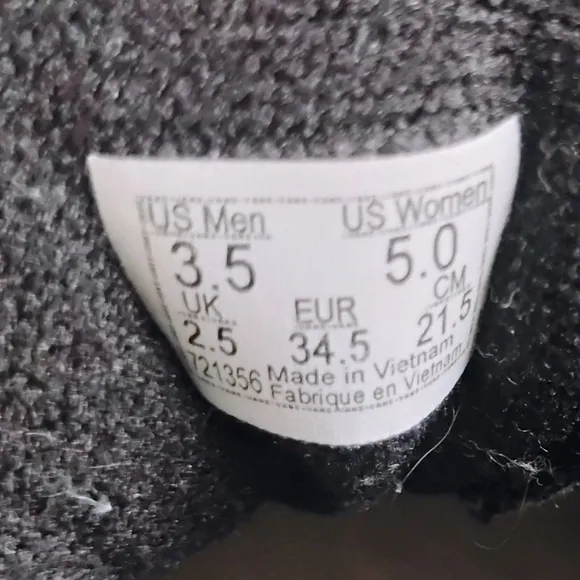 US Men US Women
3.5 5.0
UK EUR CM
2.5 34.5 21.5
721356 Made in Vietnam
Fabrique en Vietnam